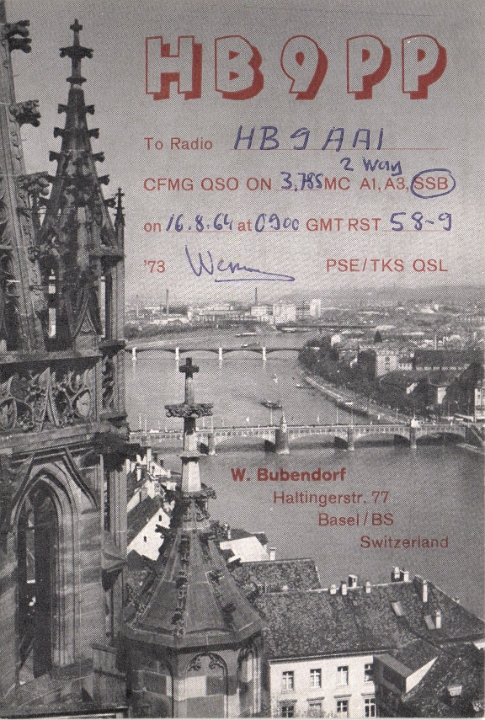 HB9PP
To Radio HB9AAI
2 Way
CFMG QSO ON 3,785 MC A1, A3, SSB
on 16.8.64 at 0900 GMT RST 58-9
'73 Werner PSE/TKS QSL
W. Bubendorf
Haltingerstr. 77
Basel/BS
Switzerland